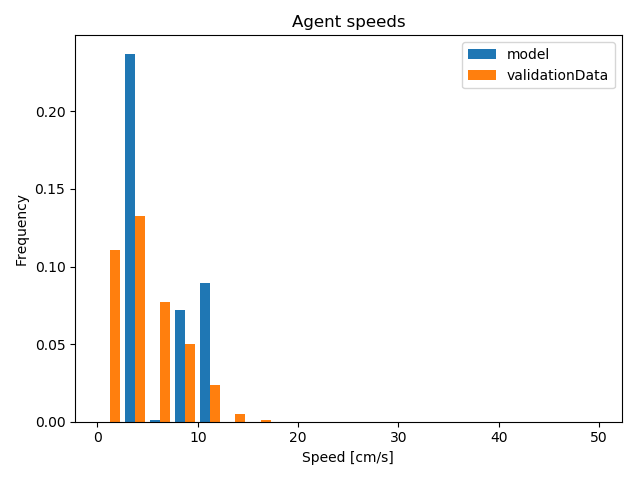 Agent speeds
model
validationData
Frequency
0.20
0.15
0.10
0.05
0.00
0 10 20 30 40 50
Speed [cm/s]